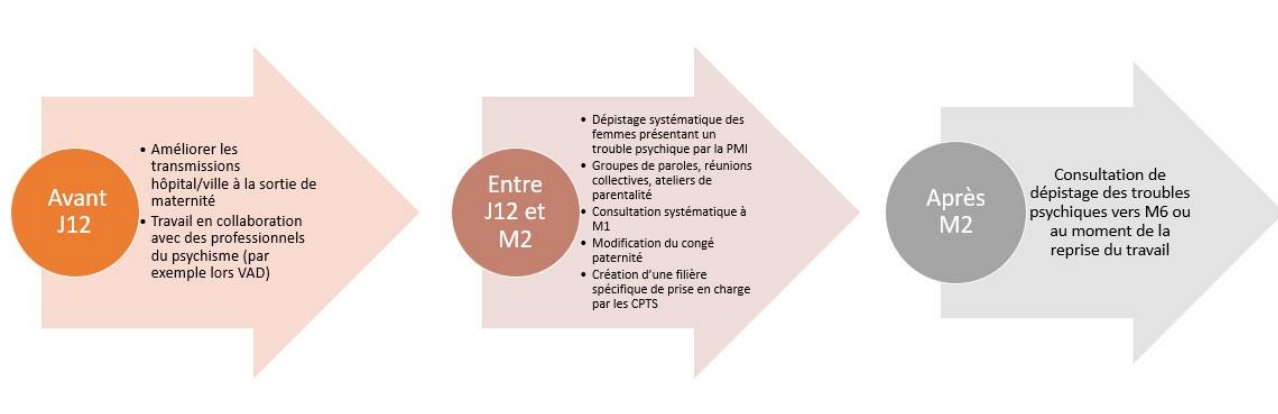 Avant
J12
• Améliorer les
transmissions
hôpital/ville à la sortie de
maternité
• Travail en collaboration
avec des professionnels
du psychisme (par
exemple lors VAD)
Entre
J12 et
M2
• Dépistage systématique des
femmes présentant un
trouble psychique par la PMI
• Groupes de paroles, réunions
collectives, ateliers de
parentalité
• Consultation systématique à
M1
• Modification du congé
paternité
• Création d'une filière
spécifique de prise en charge
par les CPTS
Après
M2
Consultation de
dépistage des troubles
psychiques vers M6 ou
au moment de la
reprise du travail